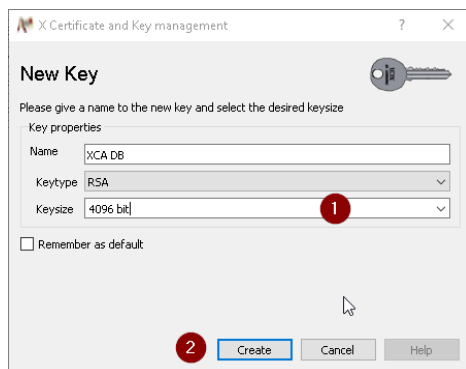 X Certificate and Key management ?
New Key
Please give a name to the new key and select the desired keysize
Key properties
Name XCA DB
Keytype RSA
Keysize 4096 bit 1
Remember as default
2 Create Cancel Help